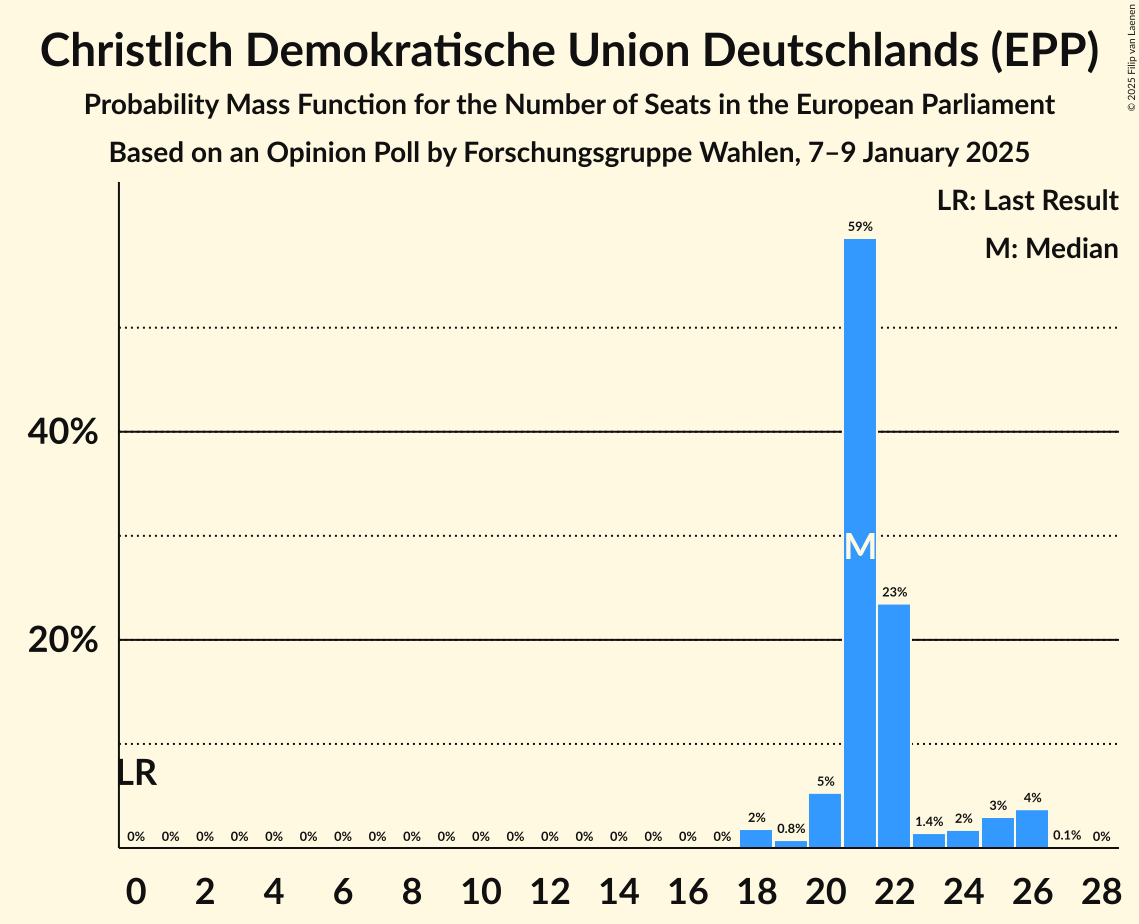 Christlich Demokratische Union Deutschlands (EPP)
Probability Mass Function for the Number of Seats in the European Parliament
Based on an Opinion Poll by Forschungsgruppe Wahlen, 7–9 January 2025
© 2025 Filip van Laenen
LR: Last Result
M: Median
59%
40%
M
23%
20%
LR
0% 0% 0% 0% 0% 0% 0% 0% 0% 0% 0% 0% 0% 0% 0% 0% 0% 0% 2% 0.8% 5% 1.4% 2% 3% 4% 0.1% 0%
0 2 4 6 8 10 12 14 16 18 20 22 24 26 28